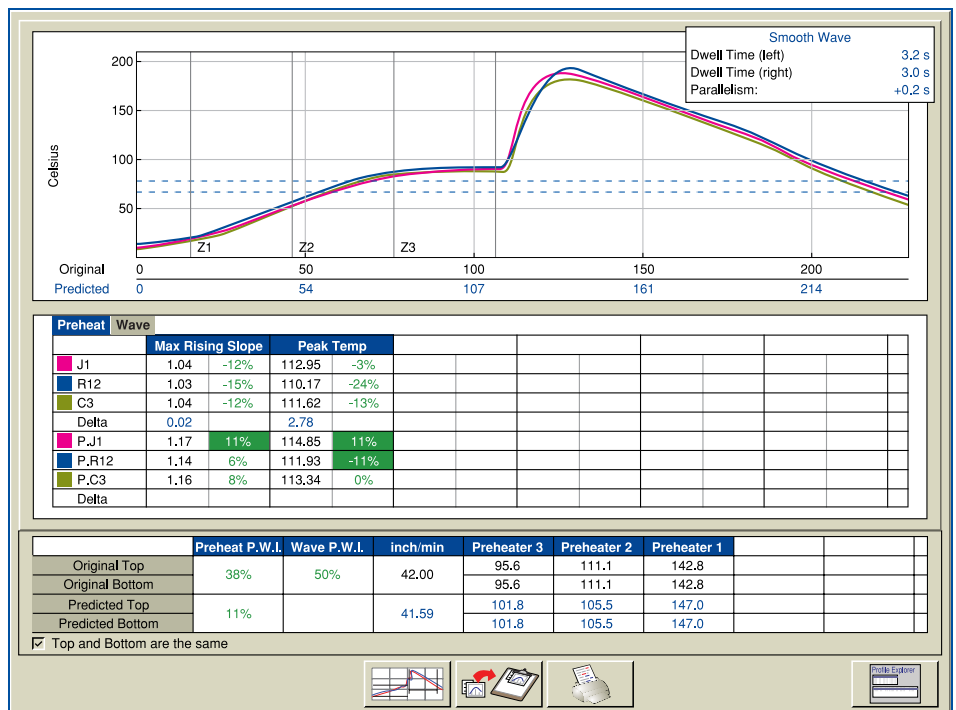 Smooth Wave
Dwell Time (left) 3.2 s
Dwell Time (right) 3.0 s
Parallelism: +0.2 s
200
150
100
50
Celsius
Z1 Z2 Z3
Original 0 50 100 150 200
Predicted 0 54 107 161 214
Preheat Wave
Max Rising Slope Peak Temp
J1 1.04 -12% 112.95 -3%
R12 1.03 -15% 110.17 -24%
C3 1.04 -12% 111.62 -13%
Delta 0.02 2.78
P.J1 1.17 11% 114.85 11%
P.R12 1.14 6% 111.93 -11%
P.C3 1.16 8% 113.34 0%
Delta
Preheat P.W.I. Wave P.W.I. inch/min Preheater 3 Preheater 2 Preheater 1
Original Top 38% 50% 42.00 95.6 111.1 142.8
Original Bottom 95.6 111.1 142.8
Predicted Top 11% 41.59 101.8 105.5 147.0
Predicted Bottom 101.8 105.5 147.0
Top and Bottom are the same
Profile Explorer